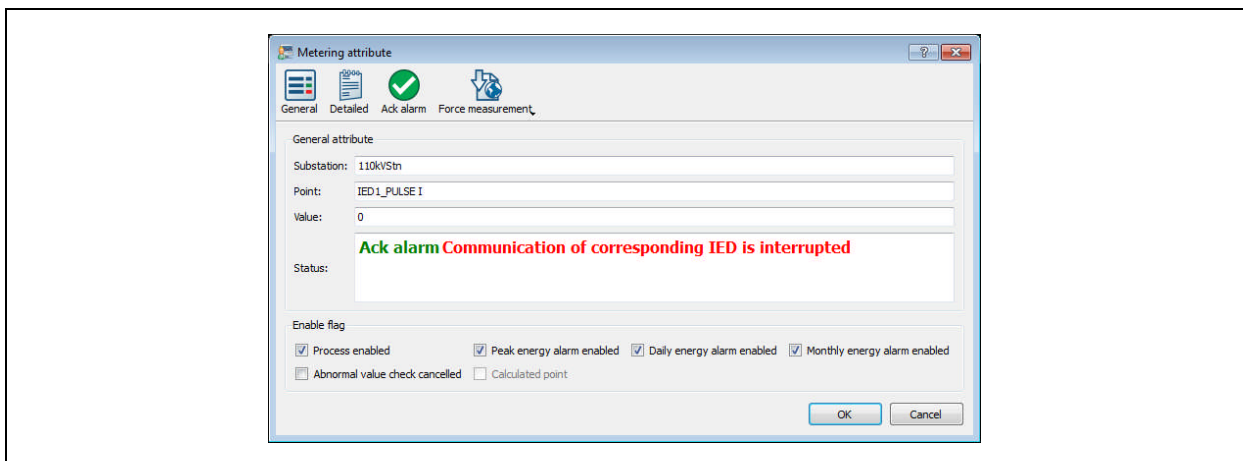 Metering attribute
General Detailed Ack alarm Force measurement
General attribute
Substation: 110kVStn
Point: IED1_PULSE I
Value: 0
Ack alarm Communication of corresponding IED is interrupted
Status:
Enable flag
Process enabled Peak energy alarm enabled Daily energy alarm enabled Monthly energy alarm enabled
Abnormal value check cancelled Calculated point
OK Cancel